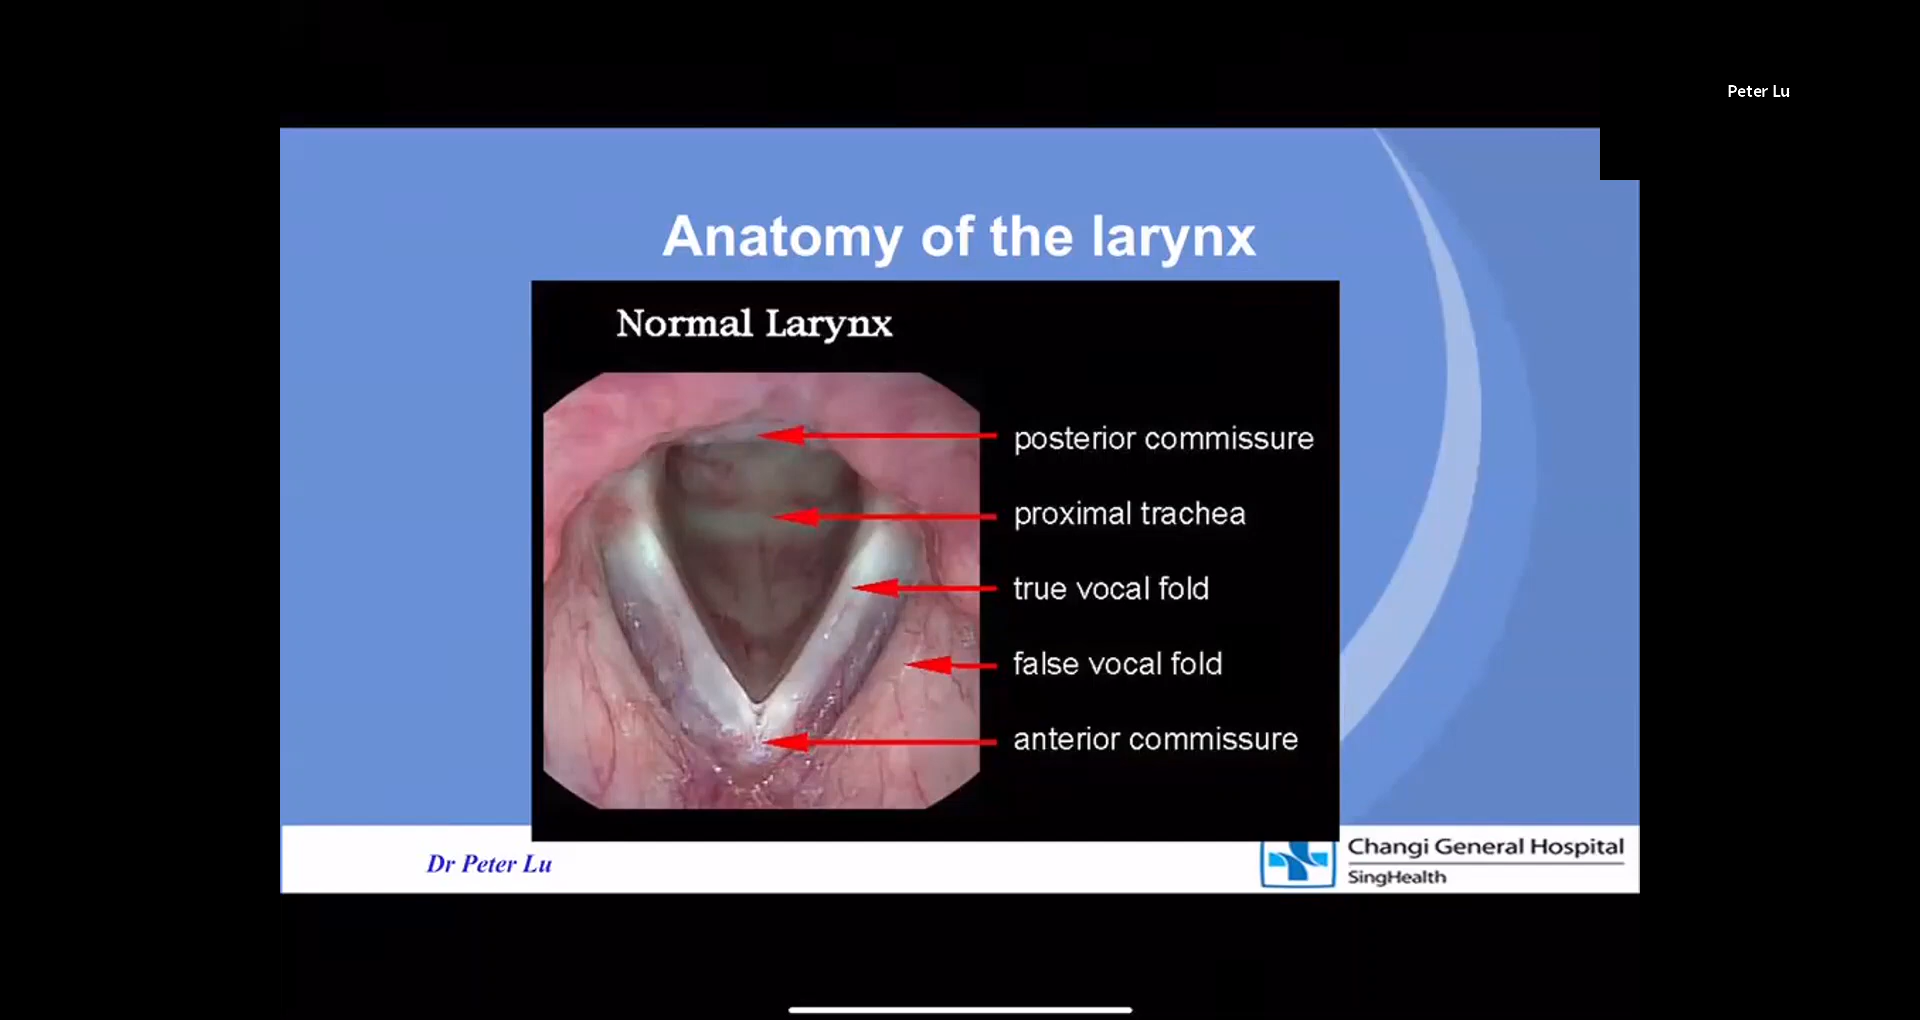 Peter Lu
Anatomy of the larynx
Normal Larynx
posterior commissure
proximal trachea
true vocal fold
false vocal fold
anterior commissure
Dr Peter Lu
Changi General Hospital
SingHealth